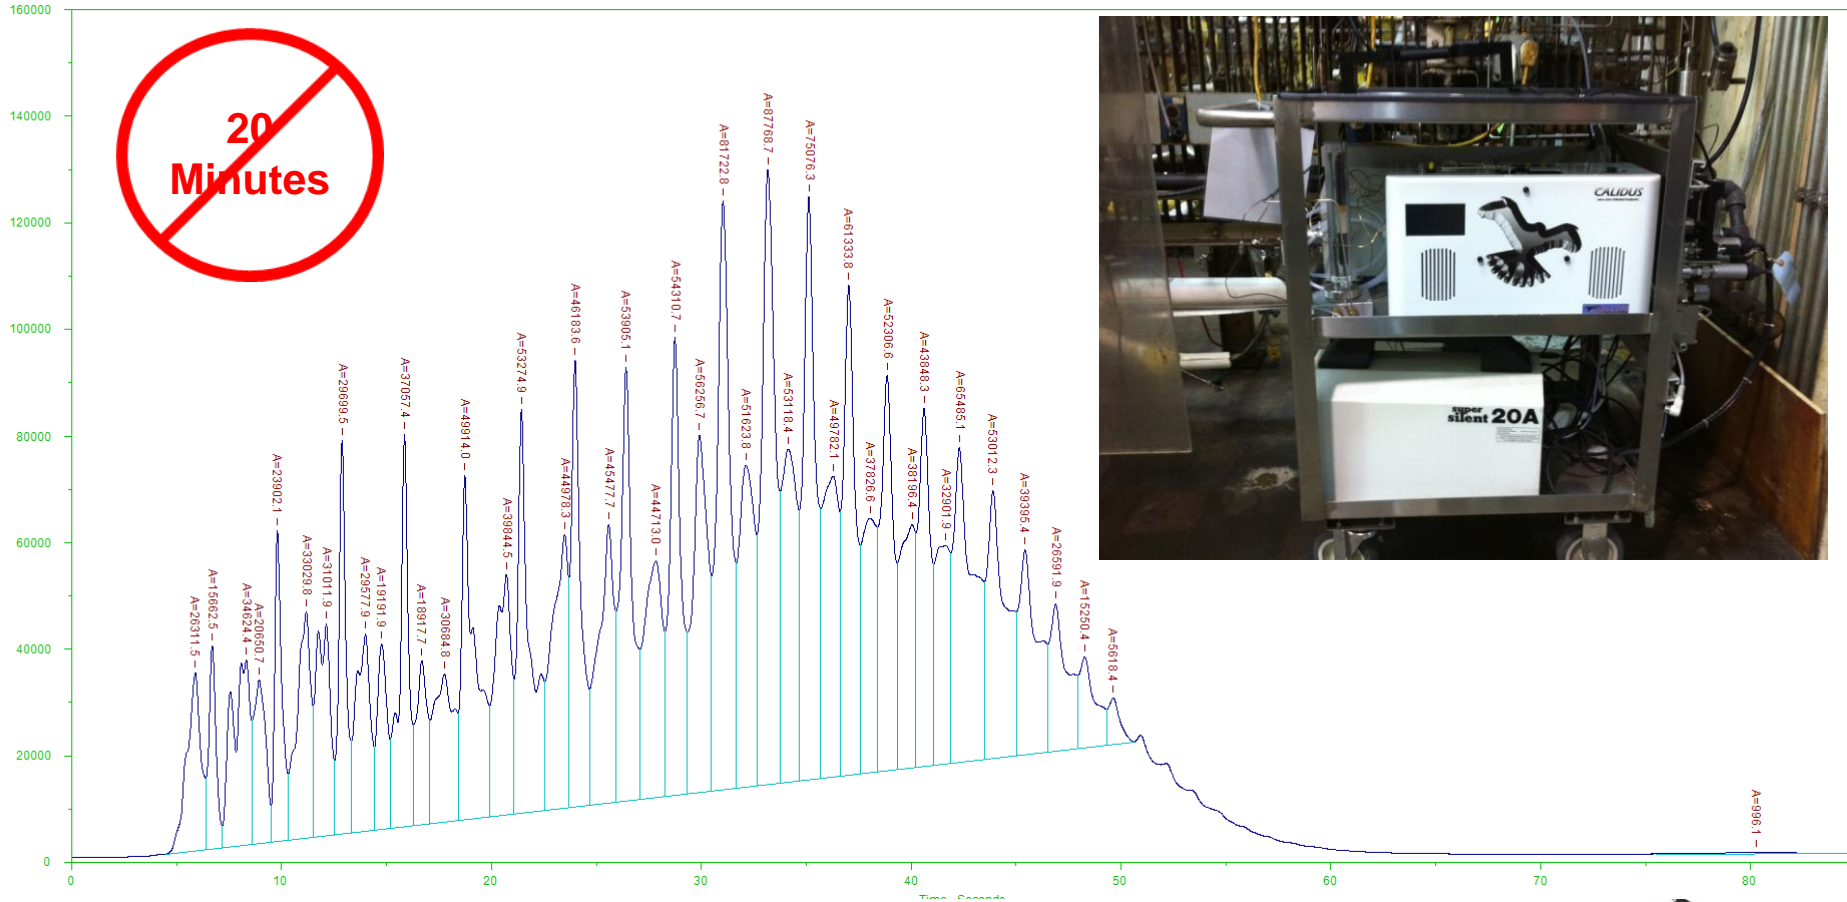 160000
140000
120000
100000
80000
60000
40000
20000
0
0
10
20
30
40
50
60
70
80
Time - Seconds
20
Minutes
A=26311.5
A=15662.5
A=34624.4
A=20650.7
A=23902.1
A=33029.8
A=31011.9
A=29699.5
A=29577.9
A=19191.9
A=37057.4
A=18917.7
A=30684.8
A=49914.0
A=39844.5
A=53274.9
A=44978.3
A=46183.6
A=45477.7
A=53905.1
A=44713.0
A=54310.7
A=56256.7
A=81722.8
A=51623.8
A=87768.7
A=53118.4
A=75076.3
A=49782.1
A=61333.8
A=37826.6
A=52306.6
A=38196.4
A=43848.3
A=32901.9
A=65485.1
A=53012.3
A=39395.4
A=26591.9
A=15250.4
A=5618.4
A=996.1
CALIDUS
super
silent 20A